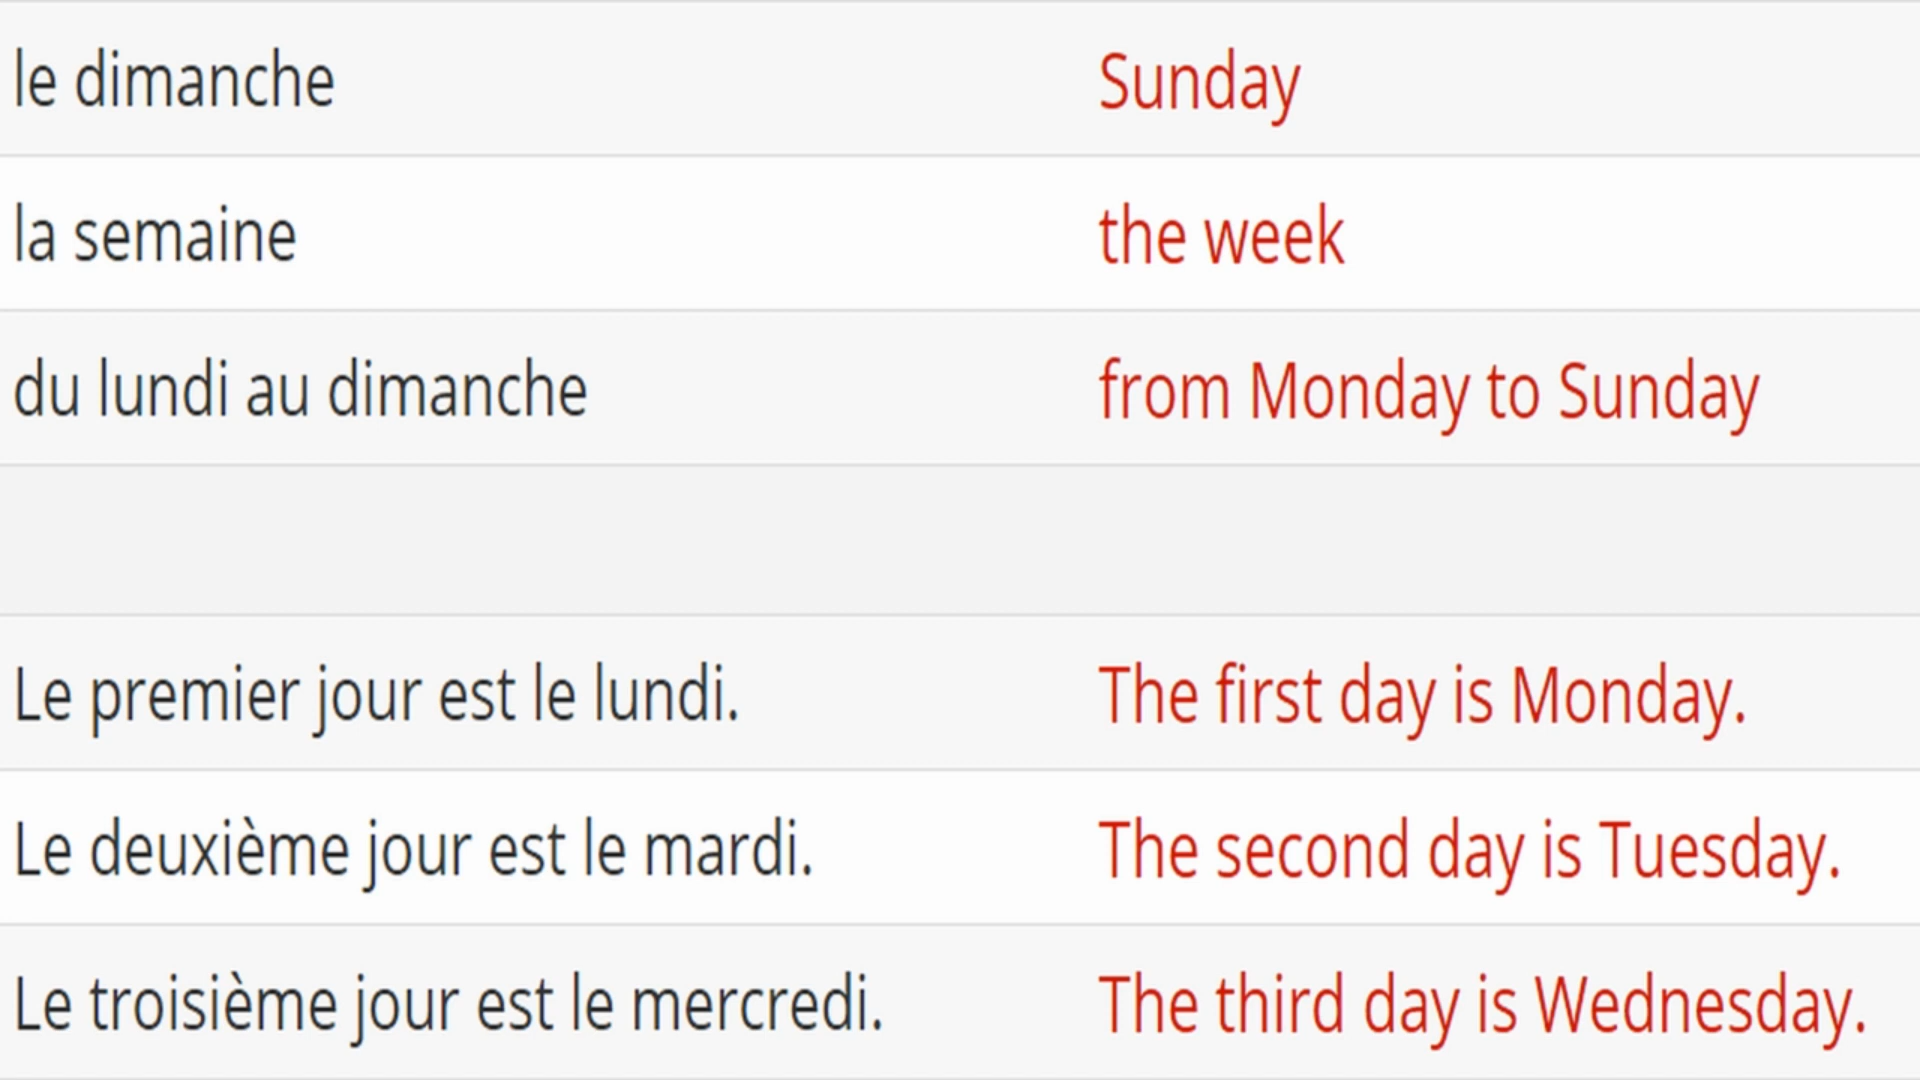 le dimanche Sunday
la semaine the week
du lundi au dimanche from Monday to Sunday
Le premier jour est le lundi. The first day is Monday.
Le deuxième jour est le mardi. The second day is Tuesday.
Le troisième jour est le mercredi. The third day is Wednesday.